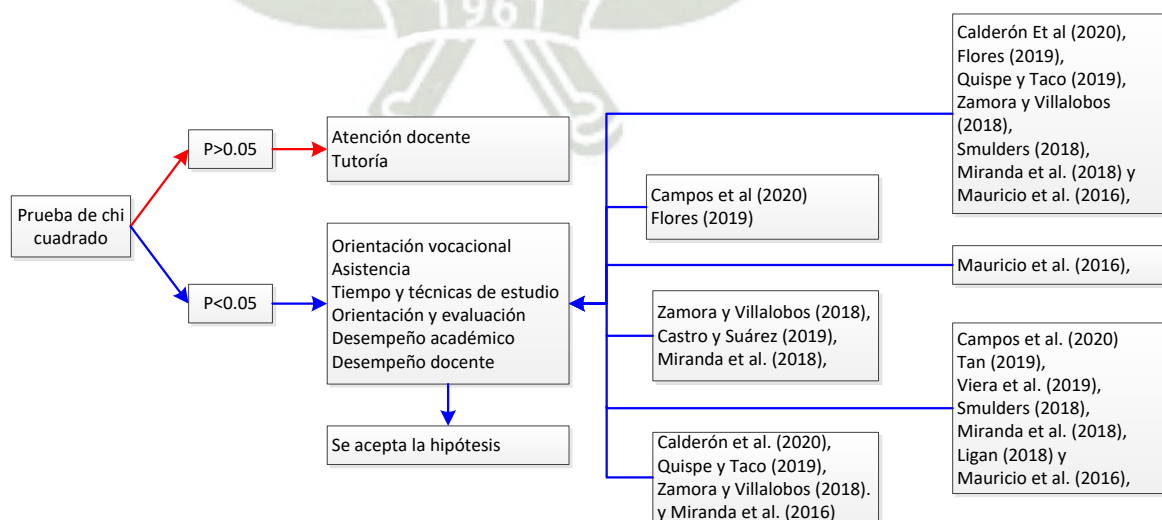 1961
Prueba de chi
cuadrado
P>0.05
P<0.05
Atención docente
Tutoría
Orientación vocacional
Asistencia
Tiempo y técnicas de estudio
Orientación y evaluación
Desempeño académico
Desempeño docente
Se acepta la hipótesis
Campos et al (2020)
Flores (2019)
Zamora y Villalobos (2018),
Castro y Suárez (2019),
Miranda et al. (2018),
Calderón et al. (2020),
Quispe y Taco (2019),
Zamora y Villalobos (2018).
y Miranda et al. (2016)
Calderón Et al (2020),
Flores (2019),
Quispe y Taco (2019),
Zamora y Villalobos
(2018),
Smulders (2018),
Miranda et al. (2018) y
Mauricio et al. (2016),
Mauricio et al. (2016),
Campos et al. (2020)
Tan (2019),
Viera et al. (2019),
Smulders (2018),
Miranda et al. (2018),
Ligan (2018) y
Mauricio et al. (2016),